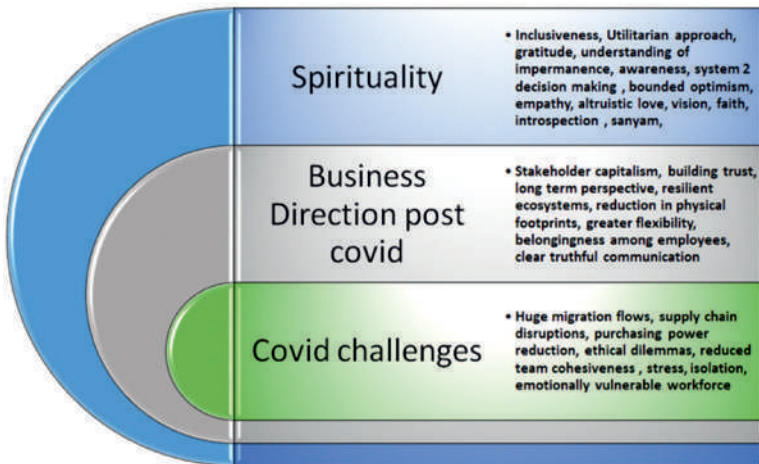 Spirituality
• Inclusiveness, Utilitarian approach,
gratitude, understanding of
impermanence, awareness, system 2
decision making , bounded optimism,
empathy, altruistic love, vision, faith,
introspection , sanyam,
Business
Direction post
covid
• Stakeholder capitalism, building trust,
long term perspective, resilient
ecosystems, reduction in physical
footprints, greater flexibility,
belongingness among employees,
clear truthful communication
Covid challenges
• Huge migration flows, supply chain
disruptions, purchasing power
reduction, ethical dilemmas, reduced
team cohesiveness , stress, isolation,
emotionally vulnerable workforce